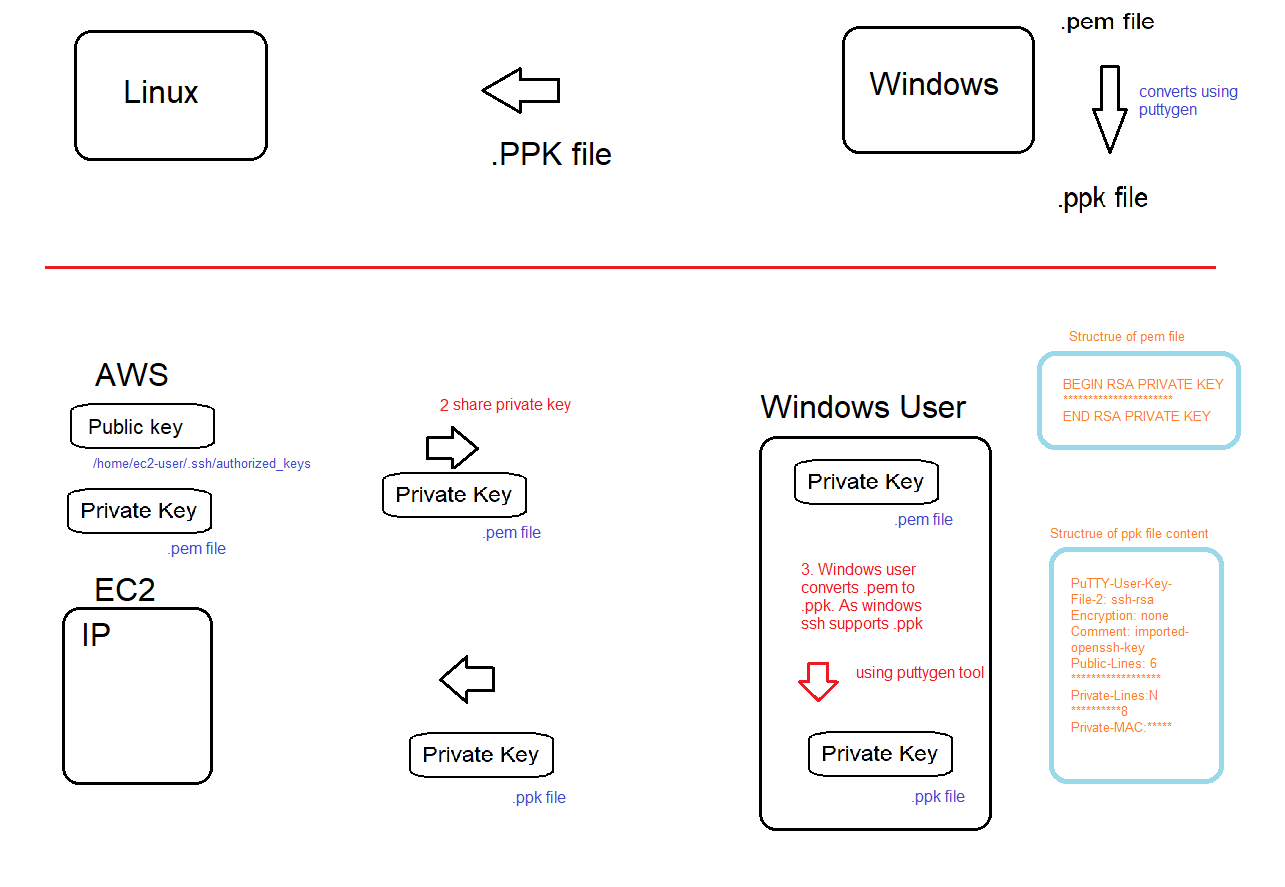 Linux
.PPK file
Windows
.pem file
converts using
puttygen
.ppk file
AWS
Public key
/home/ec2-user/.ssh/authorized_keys
Private Key
.pem file
EC2
IP
2 share private key
Private Key
.pem file
Private Key
.ppk file
Windows User
Private Key
.pem file
3. Windows user
converts .pem to
.ppk. As windows
ssh supports .ppk
using puttygen tool
Private Key
.ppk file
Structrue of pem file
BEGIN RSA PRIVATE KEY
**********************
END RSA PRIVATE KEY
Structrue of ppk file content
PuTTY-User-Key-
File-2: ssh-rsa
Encryption: none
Comment: imported-
openssh-key
Public-Lines: 6
******************
Private-Lines:N
**********8
Private-MAC:*****